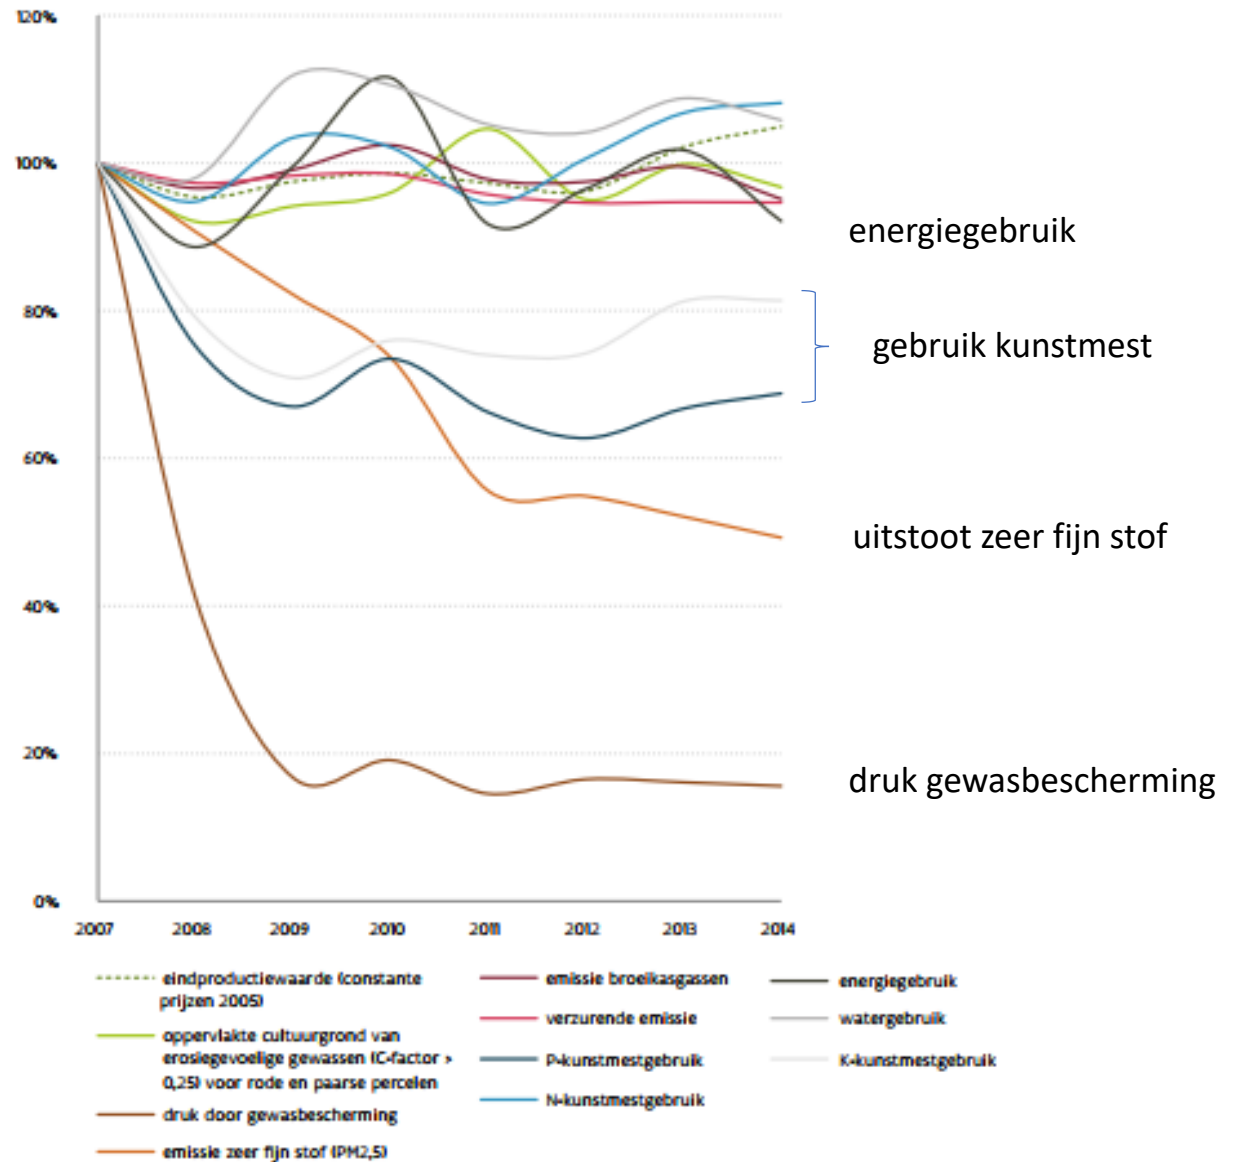 120%
100%
80%
60%
40%
20%
0%
energiegebruik
gebruik kunstmest
uitstoot zeer fijn stof
druk gewasbescherming
2007 2008 2009 2010 2011 2012 2013 2014
eindproductiewaarde (constante
prijzen 2005)
oppervlakte cultuurgrond van
erosiegevoelige gewassen (C-factor >
0,25) voor rode en paarse percelen
druk door gewasbescherming
emissie zeer fijn stof (PM2,5)
emissie broeikasgassen
verzurende emissie
P-kunstmestgebruik
N-kunstmestgebruik
energiegebruik
watergebruik
K-kunstmestgebruik